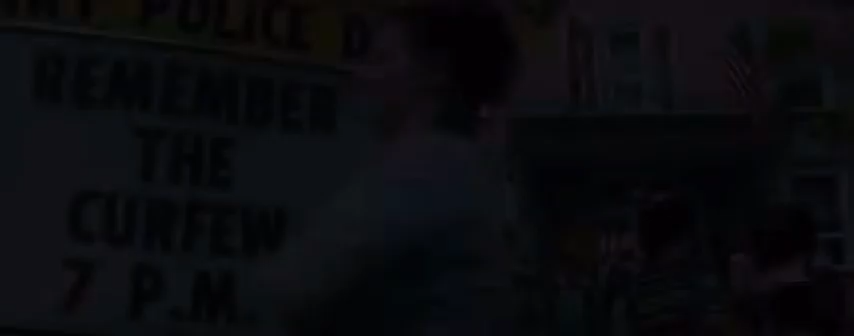 POLICE D
REMEMBER
THE
CURFEW
7 P.M.